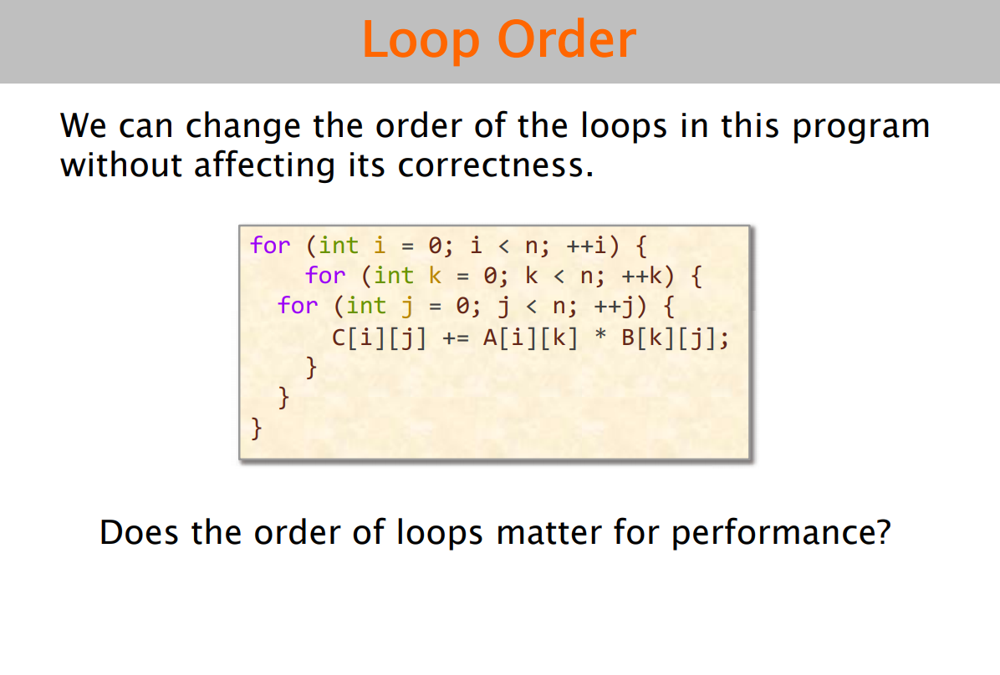 Loop Order
We can change the order of the loops in this program
without affecting its correctness.
for (int i = 0; i < n; ++i) {
    for (int k = 0; k < n; ++k) {
  for (int j = 0; j < n; ++j) {
      C[i][j] += A[i][k] * B[k][j];
    }
  }
}
Does the order of loops matter for performance?